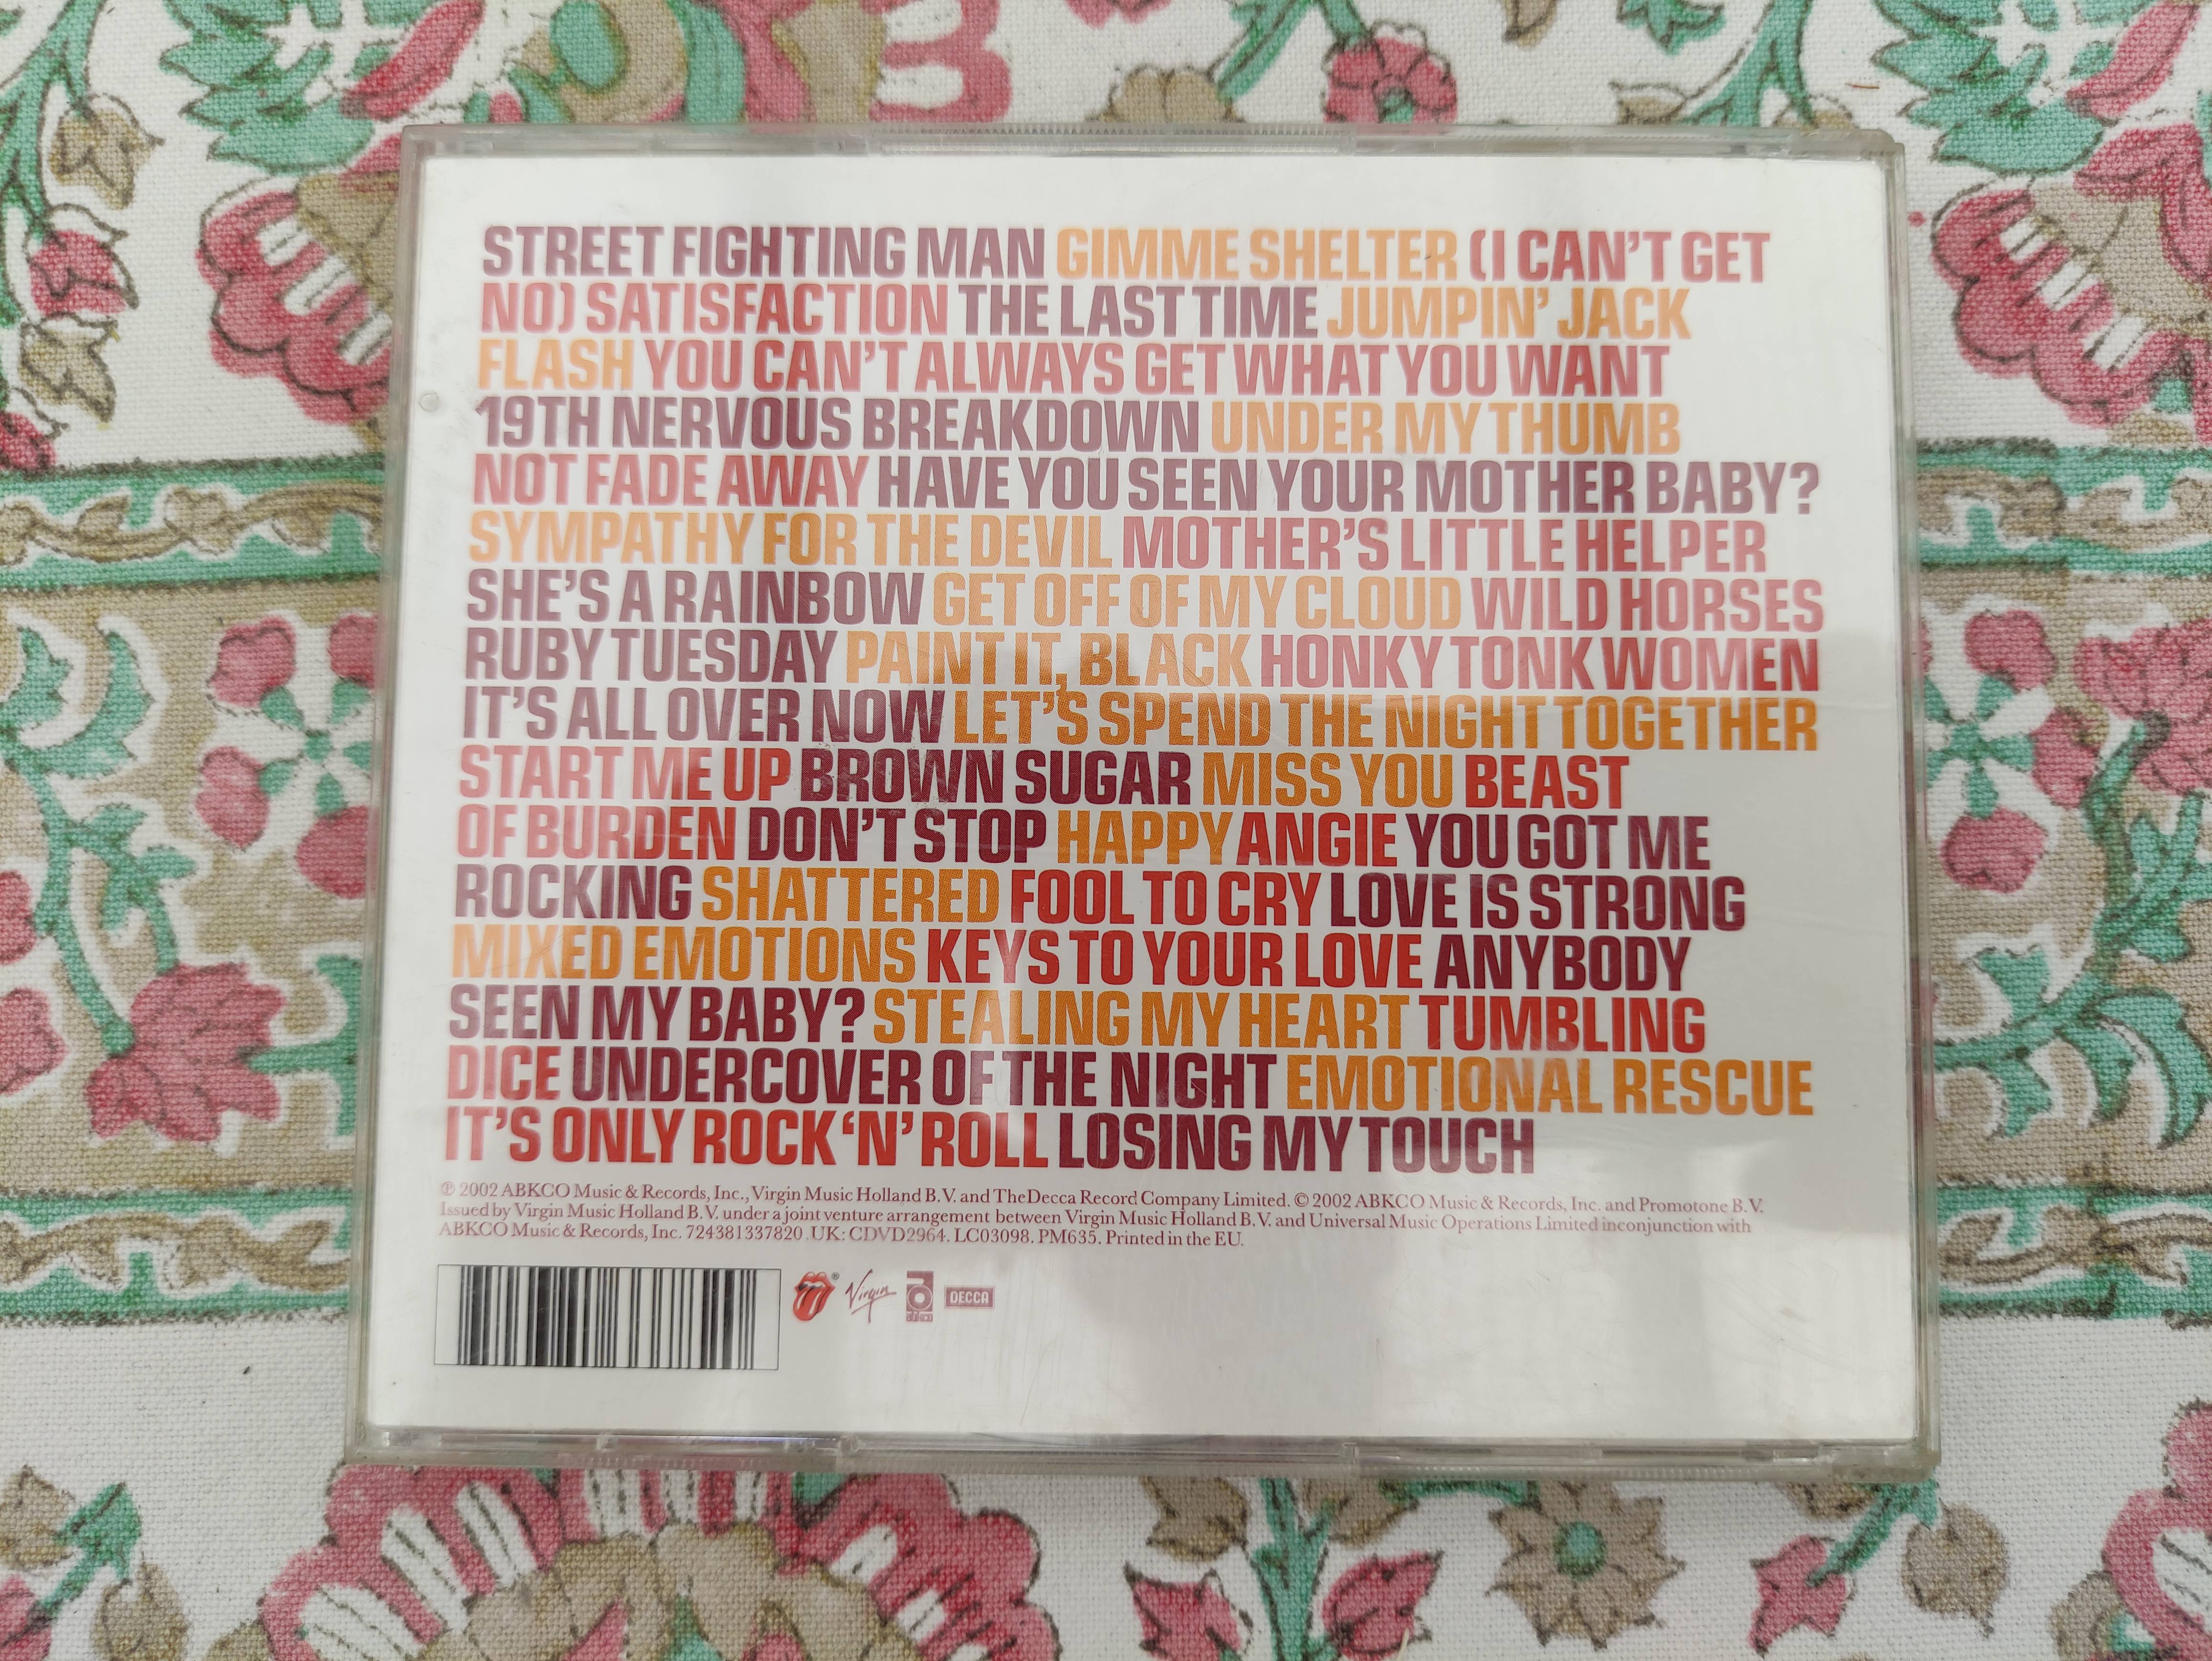 STREET FIGHTING MAN GIMME SHELTER (I CAN'T GET
NO) SATISFACTION THE LAST TIME JUMPIN' JACK
FLASH YOU CAN'T ALWAYS GET WHAT YOU WANT
19TH NERVOUS BREAKDOWN UNDER MY THUMB
NOT FADE AWAY HAVE YOU SEEN YOUR MOTHER BABY?
SYMPATHY FOR THE DEVIL MOTHER'S LITTLE HELPER
SHE'S A RAINBOW GET OFF OF MY CLOUD WILD HORSES
RUBY TUESDAY PAINT IT, BLACK HONKY TONK WOMEN
IT'S ALL OVER NOW LET'S SPEND THE NIGHT TOGETHER
START ME UP BROWN SUGAR MISS YOU BEAST
OF BURDEN DON'T STOP HAPPY ANGIE YOU GOT ME
ROCKING SHATTERED FOOL TO CRY LOVE IS STRONG
MIXED EMOTIONS KEYS TO YOUR LOVE ANYBODY
SEEN MY BABY? STEALING MY HEART TUMBLING
DICE UNDERCOVER OF THE NIGHT EMOTIONAL RESCUE
IT'S ONLY ROCK 'N' ROLL LOSING MY TOUCH
℗ 2002 ABKCO Music & Records, Inc., Virgin Music Holland B.V. and The Decca Record Company Limited. © 2002 ABKCO Music & Records, Inc. and Promotone B.V.
Issued by Virgin Music Holland B.V. under a joint venture arrangement between Virgin Music Holland B.V. and Universal Music Operations Limited in conjunction with
ABKCO Music & Records, Inc. 724381337820. UK: CDVD2964. LC03098. PM635. Printed in the EU.
® Virgin DECCA